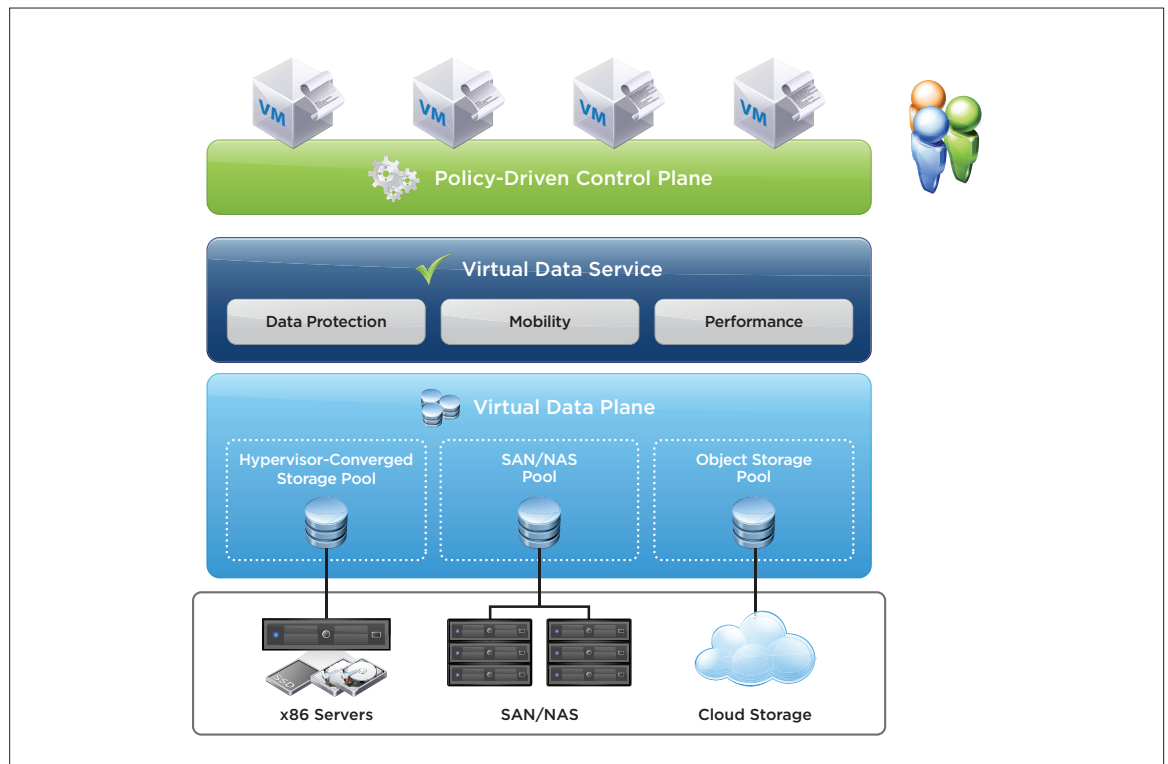 VM
VM
VM
VM
Policy-Driven Control Plane
Virtual Data Service
Data Protection
Mobility
Performance
Virtual Data Plane
Hypervisor-Converged
Storage Pool
SAN/NAS
Pool
Object Storage
Pool
SSD
x86 Servers
SAN/NAS
Cloud Storage